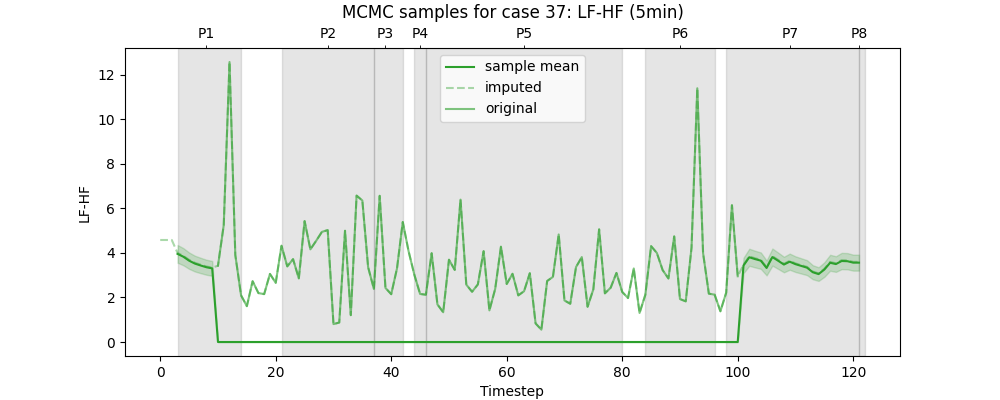 MCMC samples for case 37: LF-HF (5min)
P1 P2 P3 P4 P5 P6 P7 P8
sample mean
imputed
original
12
10
8
6
4
2
0
LF-HF
0 20 40 60 80 100 120
Timestep